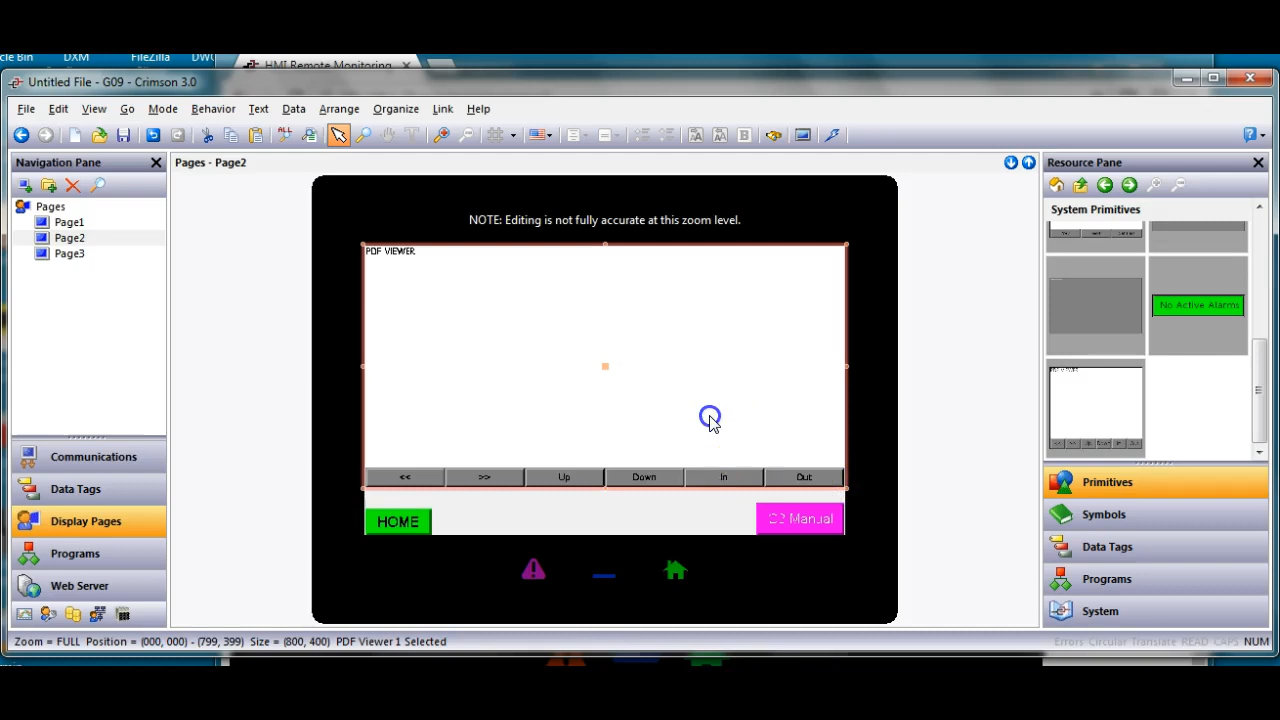 cle Bin DXM FileZilla DW
HMI Remote Monitoring
Untitled File - G09 - Crimson 3.0
File Edit View Go Mode Behavior Text Data Arrange Organize Link Help
Navigation Pane
Pages - Page2
Resource Pane
Pages
Page1
Page2
Page3
System Primitives
NOTE: Editing is not fully accurate at this zoom level.
PDF VIEWER
No Active Alarms
PDF VIEWER
<< >> Up Down In Out
HOME
Manual
Communications
Data Tags
Display Pages
Programs
Web Server
Primitives
Symbols
Data Tags
Programs
System
Zoom = FULL Position = (000, 000) - (799, 399) Size = (800, 400) PDF Viewer 1 Selected
Errors Circular Translate READ CAPS NUM